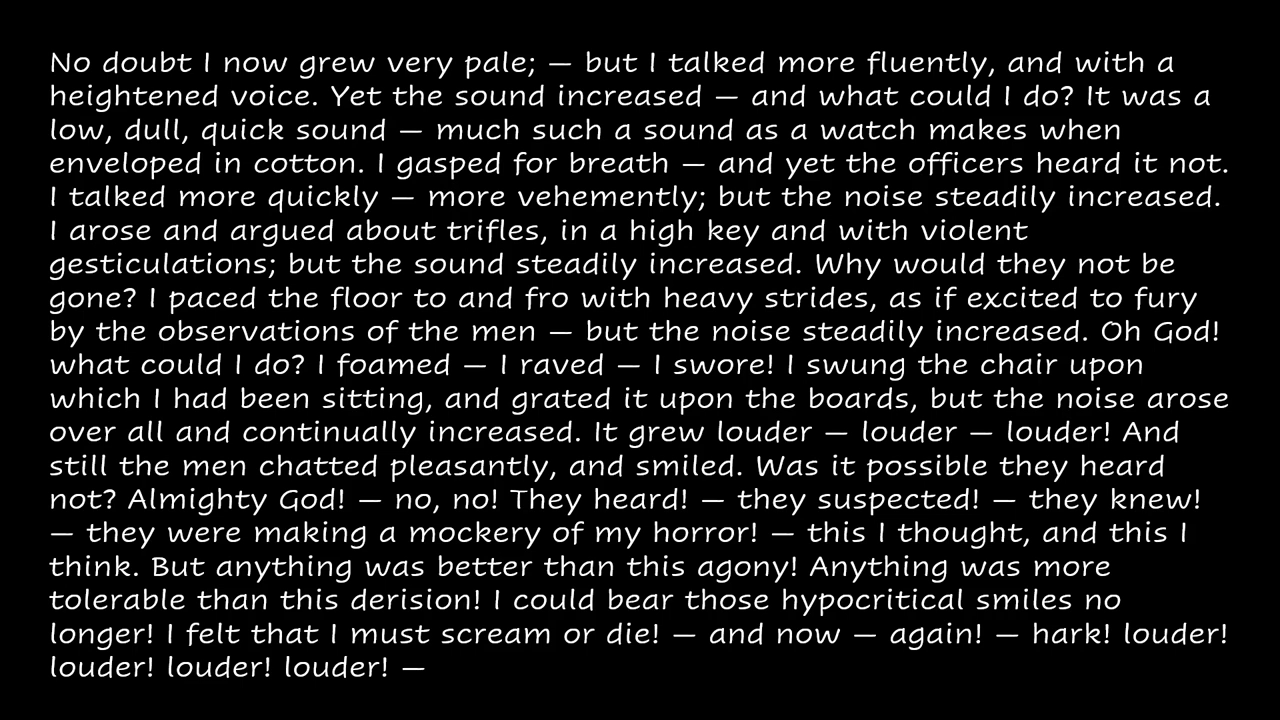 No doubt I now grew very pale; — but I talked more fluently, and with a
heightened voice. Yet the sound increased — and what could I do? It was a
low, dull, quick sound — much such a sound as a watch makes when
enveloped in cotton. I gasped for breath — and yet the officers heard it not.
I talked more quickly — more vehemently; but the noise steadily increased.
I arose and argued about trifles, in a high key and with violent
gesticulations; but the sound steadily increased. Why would they not be
gone? I paced the floor to and fro with heavy strides, as if excited to fury
by the observations of the men — but the noise steadily increased. Oh God!
what could I do? I foamed — I raved — I swore! I swung the chair upon
which I had been sitting, and grated it upon the boards, but the noise arose
over all and continually increased. It grew louder — louder — louder! And
still the men chatted pleasantly, and smiled. Was it possible they heard
not? Almighty God! — no, no! They heard! — they suspected! — they knew!
— they were making a mockery of my horror! — this I thought, and this I
think. But anything was better than this agony! Anything was more
tolerable than this derision! I could bear those hypocritical smiles no
longer! I felt that I must scream or die! — and now — again! — hark! louder!
louder! louder! louder! —